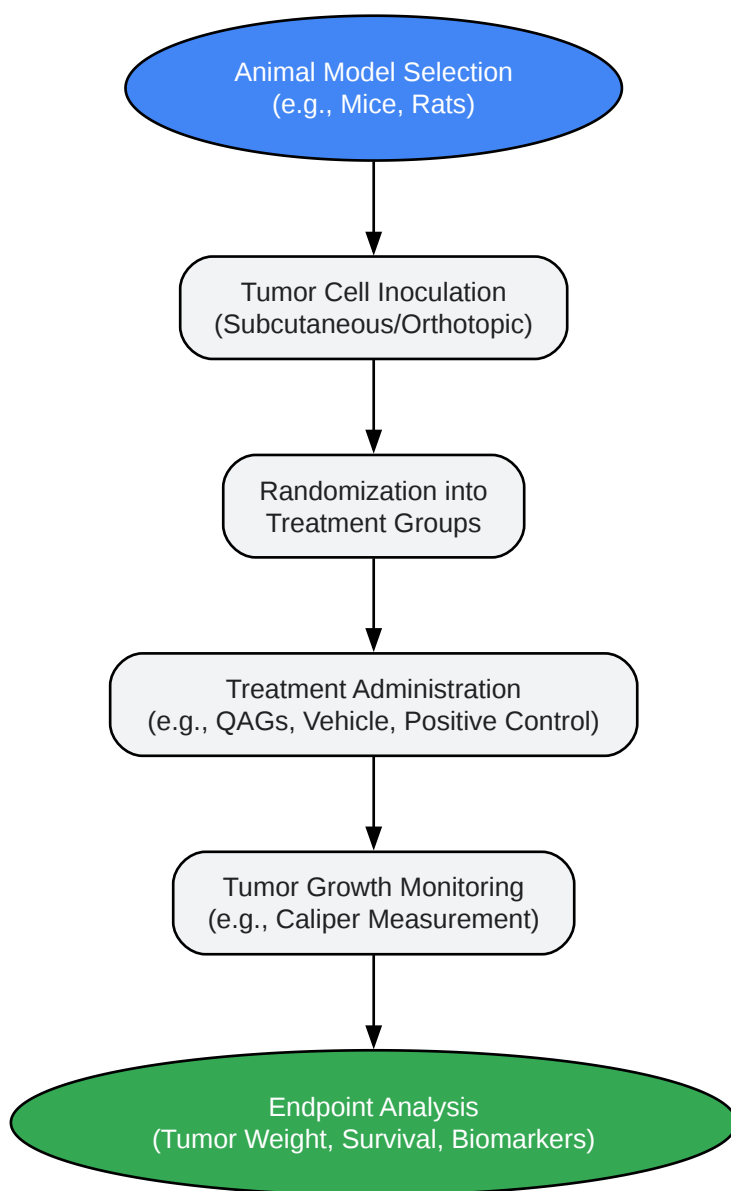 Animal Model Selection
(e.g., Mice, Rats)
Tumor Cell Inoculation
(Subcutaneous/Orthotopic)
Randomization into
Treatment Groups
Treatment Administration
(e.g., QAGs, Vehicle, Positive Control)
Tumor Growth Monitoring
(e.g., Caliper Measurement)
Endpoint Analysis
(Tumor Weight, Survival, Biomarkers)